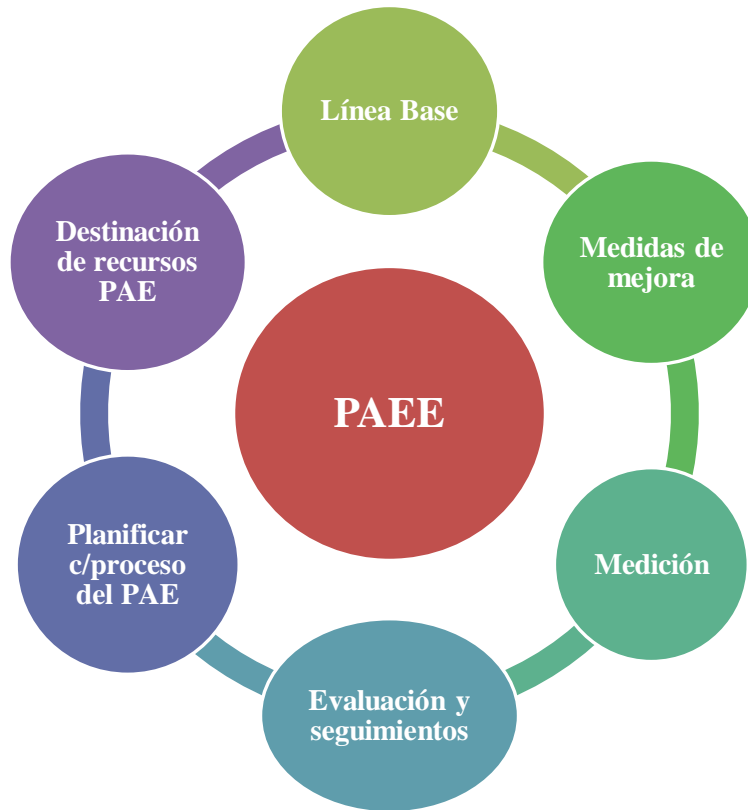 Línea Base
Medidas de
mejora
Medición
Evaluación y
seguimientos
Planificar
c/proceso
del PAE
Destinación
de recursos
PAE
PAEE